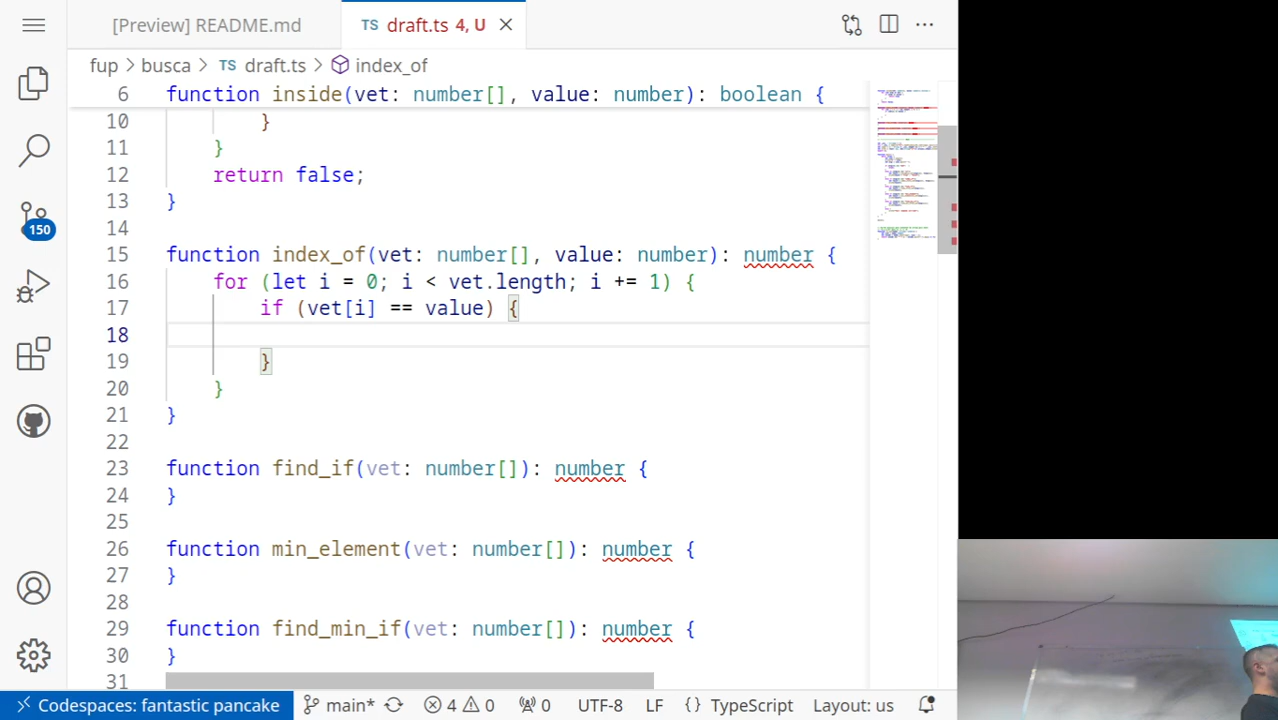 [Preview] README.md
TS draft.ts 4, U
fup > busca > TS draft.ts > index_of
6 function inside(vet: number[], value: number): boolean {
10 }
11 }
12 return false;
13 }
14
15 function index_of(vet: number[], value: number): number {
16 for (let i = 0; i < vet.length; i += 1) {
17 if (vet[i] == value) {
18
19 }
20 }
21 }
22
23 function find_if(vet: number[]): number {
24 }
25
26 function min_element(vet: number[]): number {
27 }
28
29 function find_min_if(vet: number[]): number {
30 }
31
150
Codespaces: fantastic pancake main* 4 0 0 UTF-8 LF {} TypeScript Layout: us